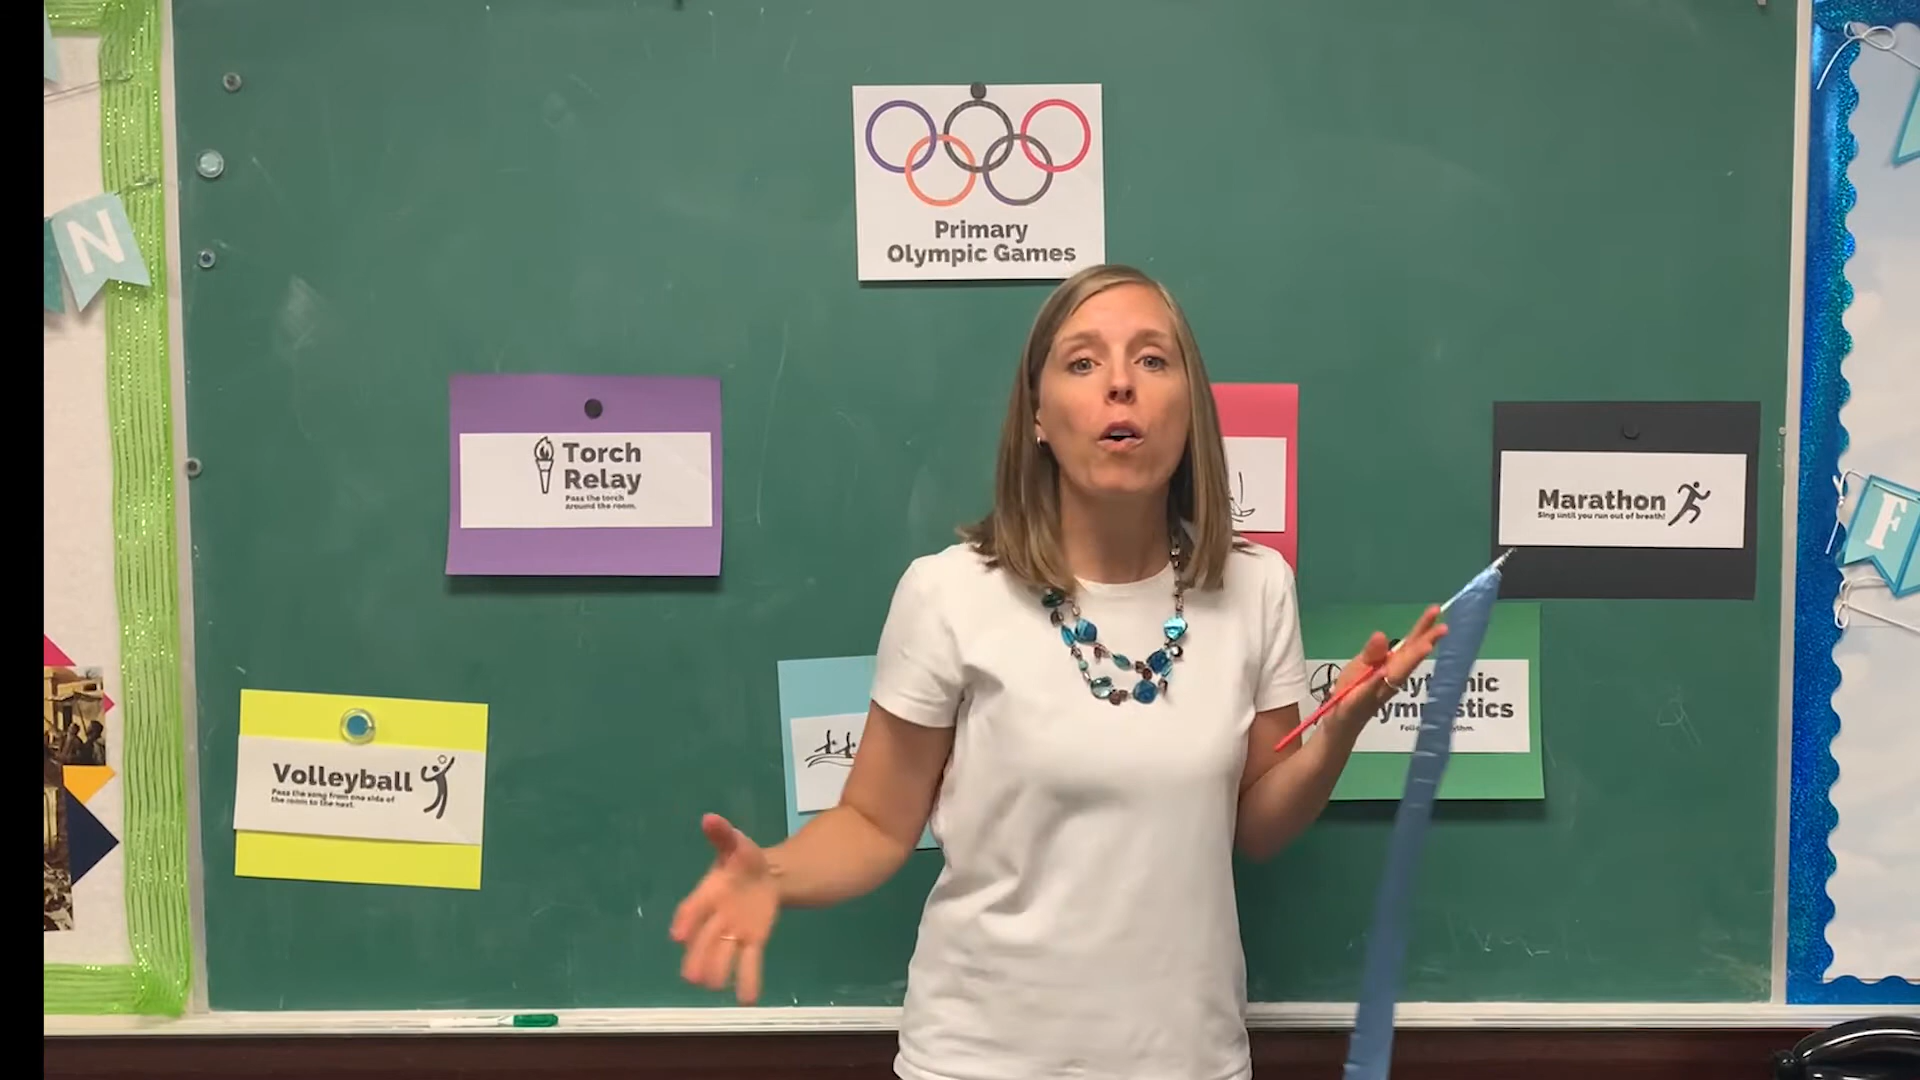 Primary
Olympic Games
Torch
Relay
Pass the torch
around the room.
Marathon
Sing until you run out of breath!
Volleyball
Pass the song from one side of
the room to the next.
N
F